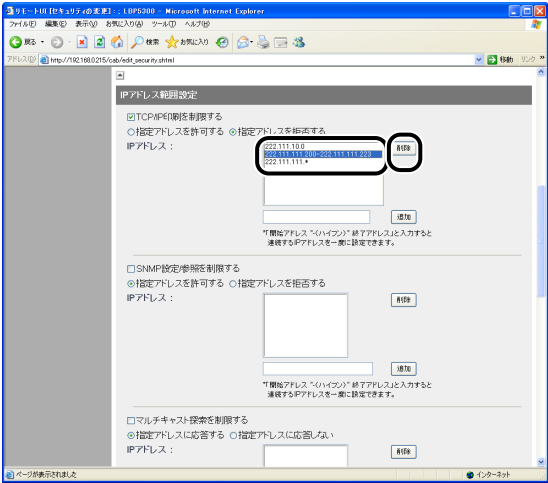 リモートUI [セキュリティの変更] : ; LBP5300 - Microsoft Internet Explorer
ファイル(F) 編集(E) 表示(V) お気に入り(A) ツール(T) ヘルプ(H)
戻る 検索 お気に入り
アドレス(D) http://192.168.0.215/cab/edit_security.shtml 移動 リンク »
IPアドレス範囲設定
TCP/IP印刷を制限する
指定アドレスを許可する 指定アドレスを拒否する
IPアドレス :
222.111.10.0
222.111.111.200-222.111.111.223
222.111.111.*
削除
追加
*「開始アドレス "-(ハイフン)" 終了アドレス」と入力すると
連続するIPアドレスを一度に設定できます。
SNMP設定/参照を制限する
指定アドレスを許可する 指定アドレスを拒否する
IPアドレス :
削除
追加
*「開始アドレス "-(ハイフン)" 終了アドレス」と入力すると
連続するIPアドレスを一度に設定できます。
マルチキャスト探索を制限する
指定アドレスに応答する 指定アドレスに応答しない
IPアドレス :
削除
ページが表示されました
インターネット